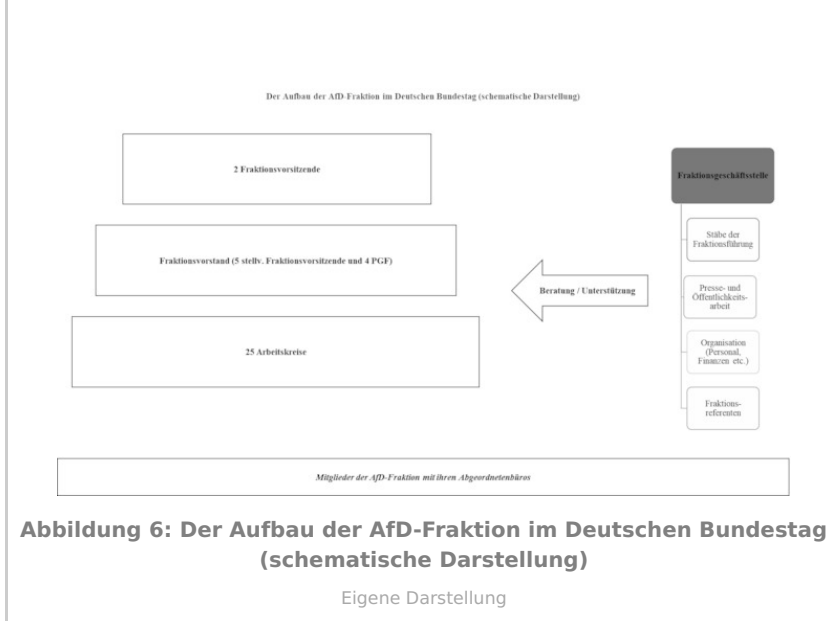 Der Aufbau der AfD-Fraktion im Deutschen Bundestag (schematische Darstellung)
2 Fraktionsvorsitzende
Fraktionsvorstand (5 stellv. Fraktionsvorsitzende und 4 PGF)
25 Arbeitskreise
Beratung / Unterstützung
Fraktionsgeschäftsstelle
Stäbe der
Fraktionsführung
Presse- und
Öffentlichkeits-
arbeit
Organisation
(Personal,
Finanzen etc.)
Fraktions-
referenten
Mitglieder der AfD-Fraktion mit ihren Abgeordnetenbüros
Abbildung 6: Der Aufbau der AfD-Fraktion im Deutschen Bundestag
(schematische Darstellung)
Eigene Darstellung